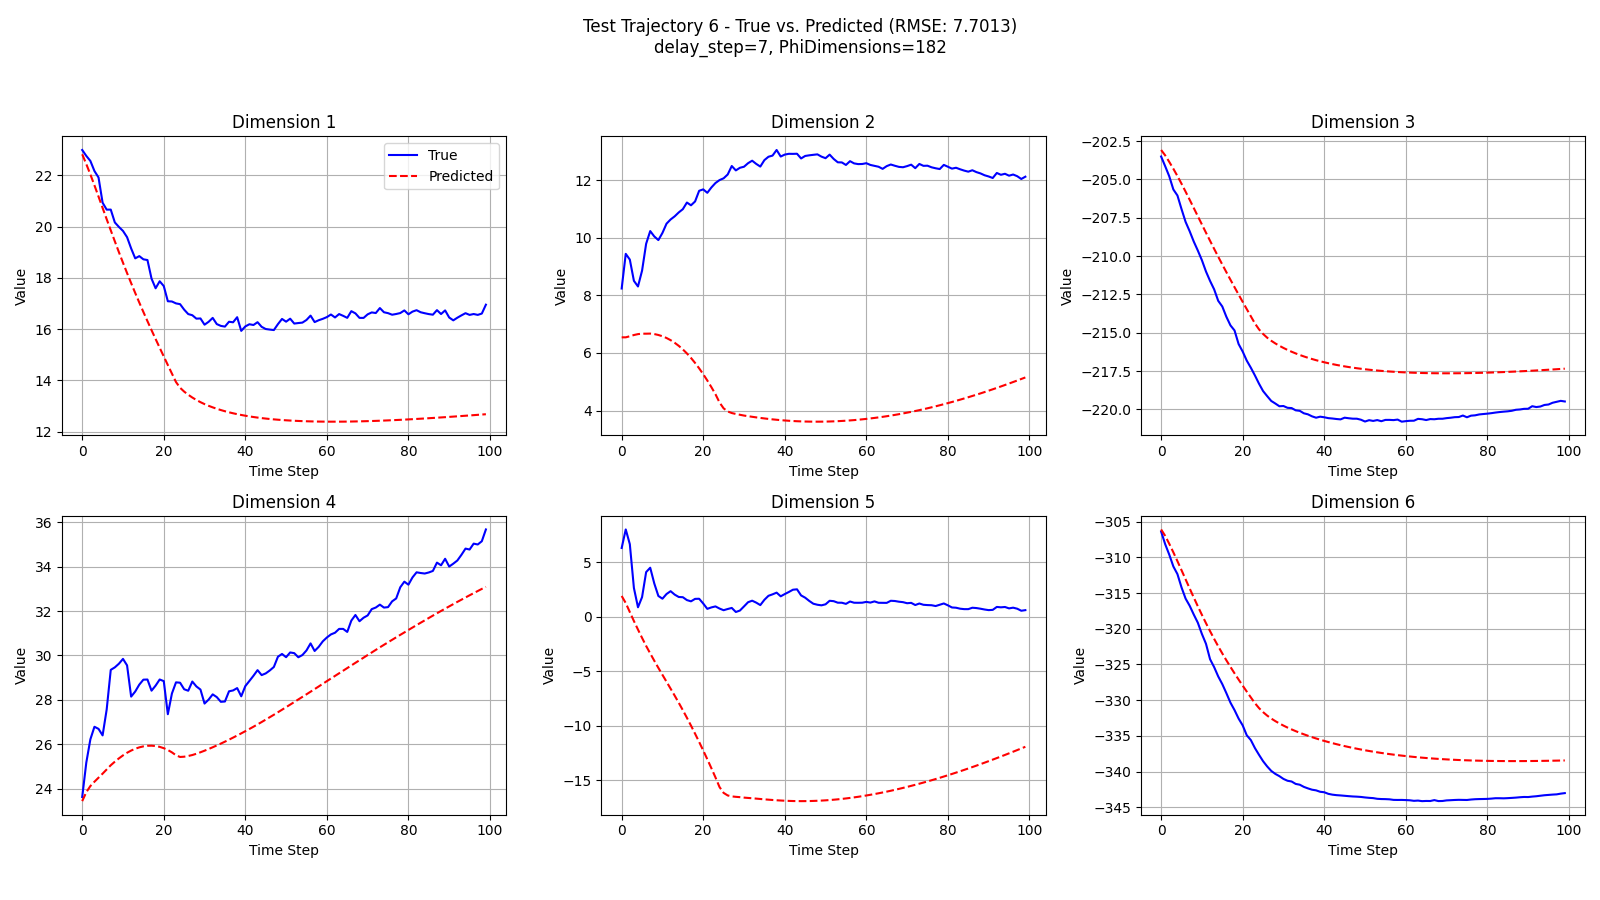 Test Trajectory 6 - True vs. Predicted (RMSE: 7.7013)
delay_step=7, PhiDimensions=182
Dimension 1
True
Predicted
22
20
18
16
14
12
Value
0 20 40 60 80 100
Time Step
Dimension 2
12
10
8
6
4
Value
0 20 40 60 80 100
Time Step
Dimension 3
−202.5
−205.0
−207.5
−210.0
−212.5
−215.0
−217.5
−220.0
Value
0 20 40 60 80 100
Time Step
Dimension 4
36
34
32
30
28
26
24
Value
0 20 40 60 80 100
Time Step
Dimension 5
5
0
−5
−10
−15
Value
0 20 40 60 80 100
Time Step
Dimension 6
−305
−310
−315
−320
−325
−330
−335
−340
−345
Value
0 20 40 60 80 100
Time Step